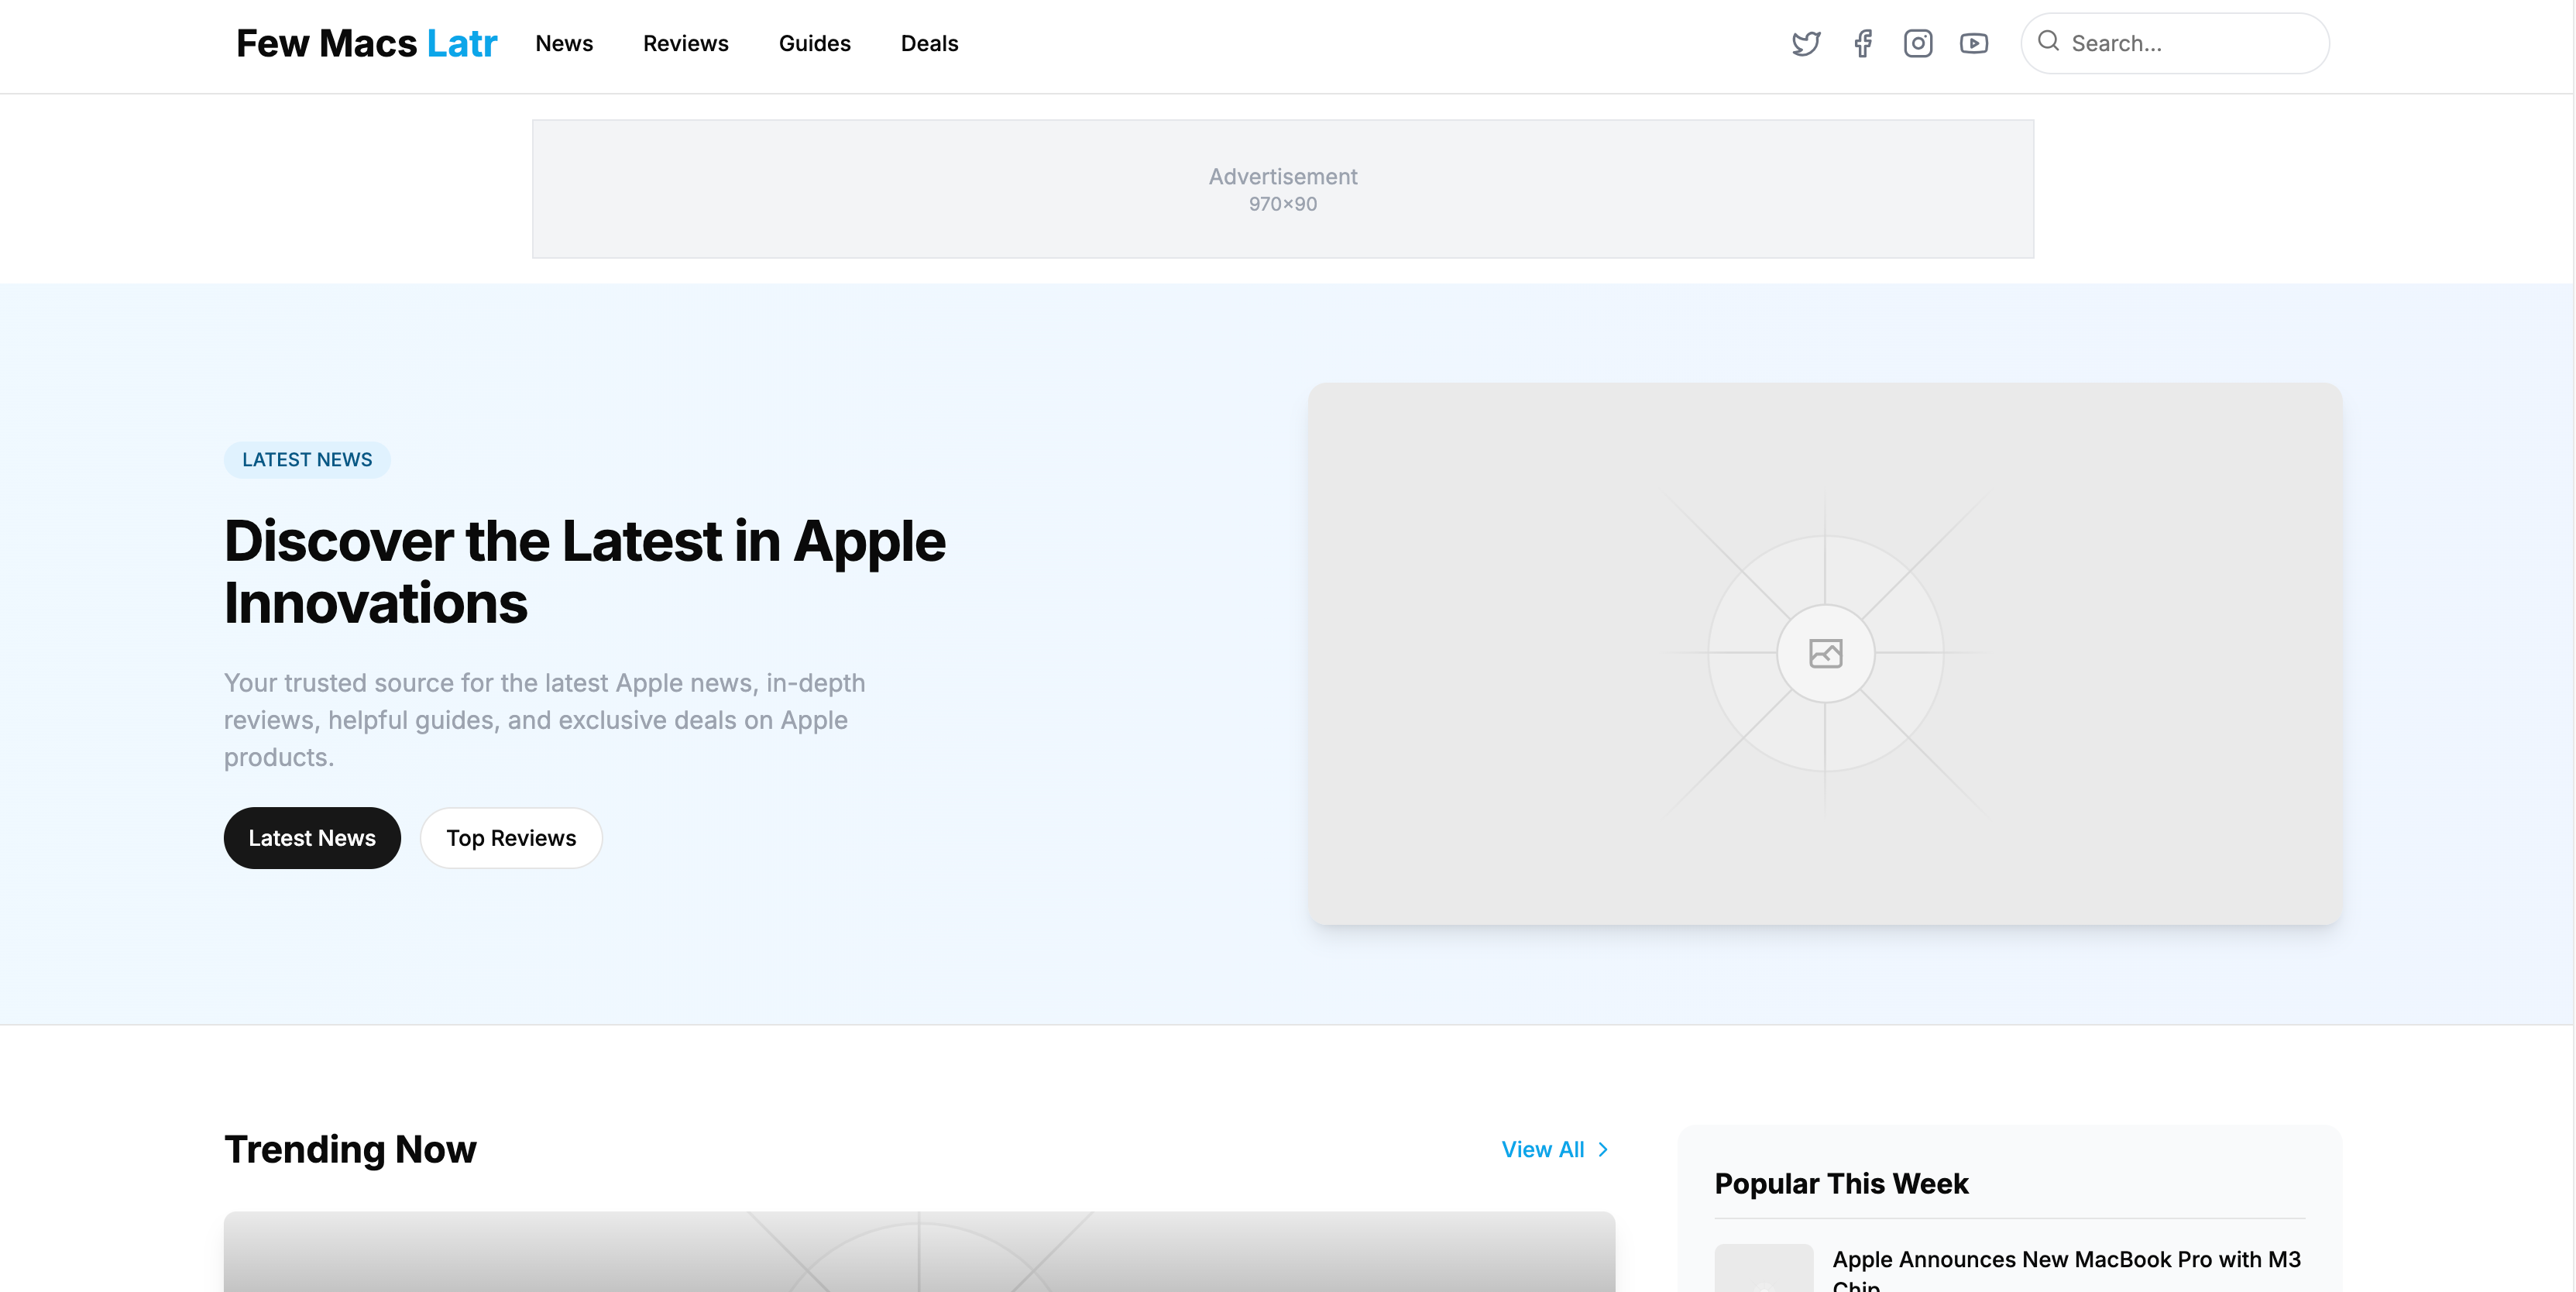 Few Macs Latr
News
Reviews
Guides
Deals
Search...
Advertisement
970×90
LATEST NEWS
Discover the Latest in Apple
Innovations
Your trusted source for the latest Apple news, in-depth
reviews, helpful guides, and exclusive deals on Apple
products.
Latest News
Top Reviews
Trending Now
View All
Popular This Week
Apple Announces New MacBook Pro with M3
Chip